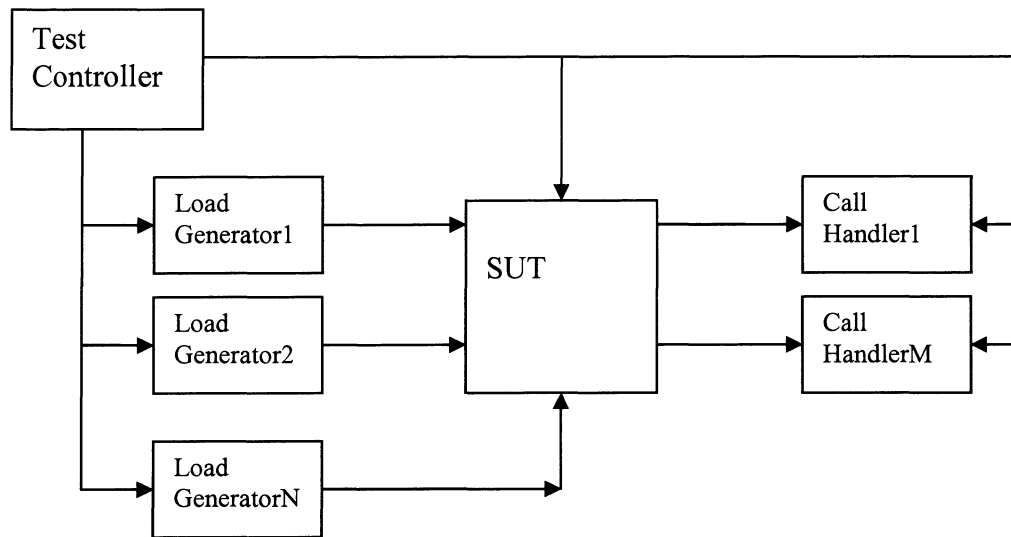 Test
Controller
Load
Generator1
SUT
Call
Handler1
Load
Generator2
Call
HandlerM
Load
GeneratorN